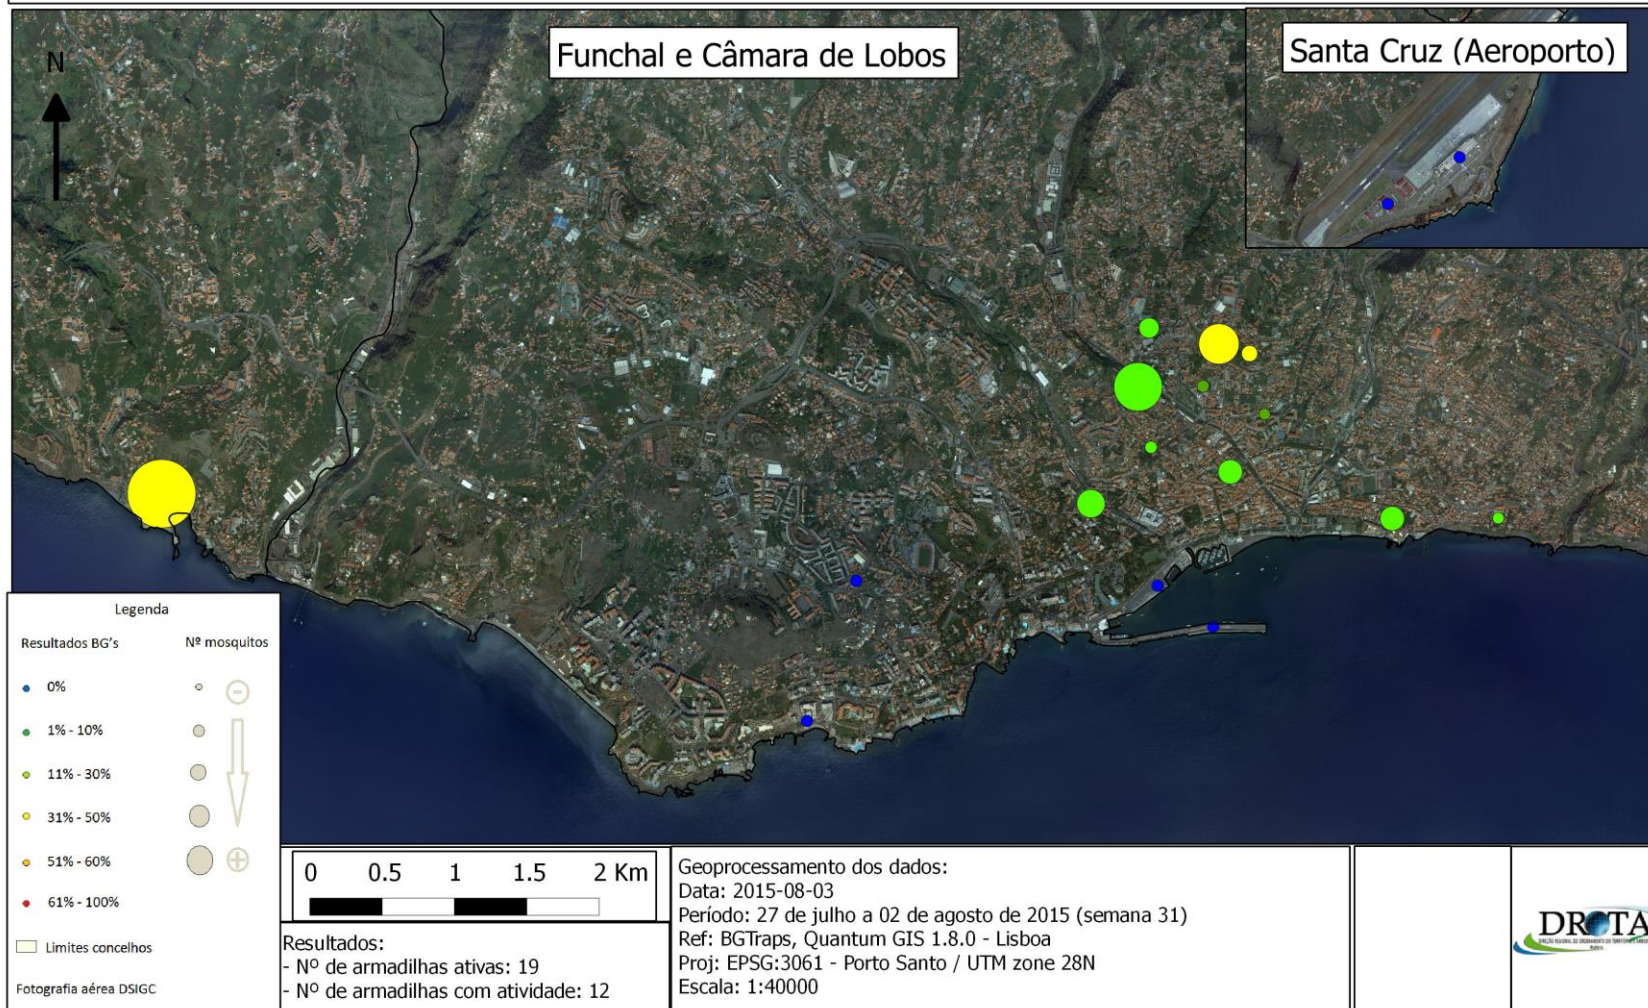 Funchal e Câmara de Lobos
Santa Cruz (Aeroporto)
N
Legenda
Resultados BG's
Nº mosquitos
0%
1% - 10%
11% - 30%
31% - 50%
51% - 60%
61% - 100%
Limites concelhos
Fotografia aérea DSIGC
0 0.5 1 1.5 2 Km
Resultados:
- Nº de armadilhas ativas: 19
- Nº de armadilhas com atividade: 12
Geoprocessamento dos dados:
Data: 2015-08-03
Período: 27 de julho a 02 de agosto de 2015 (semana 31)
Ref: BGTraps, Quantum GIS 1.8.0 - Lisboa
Proj: EPSG:3061 - Porto Santo / UTM zone 28N
Escala: 1:40000
DROTA